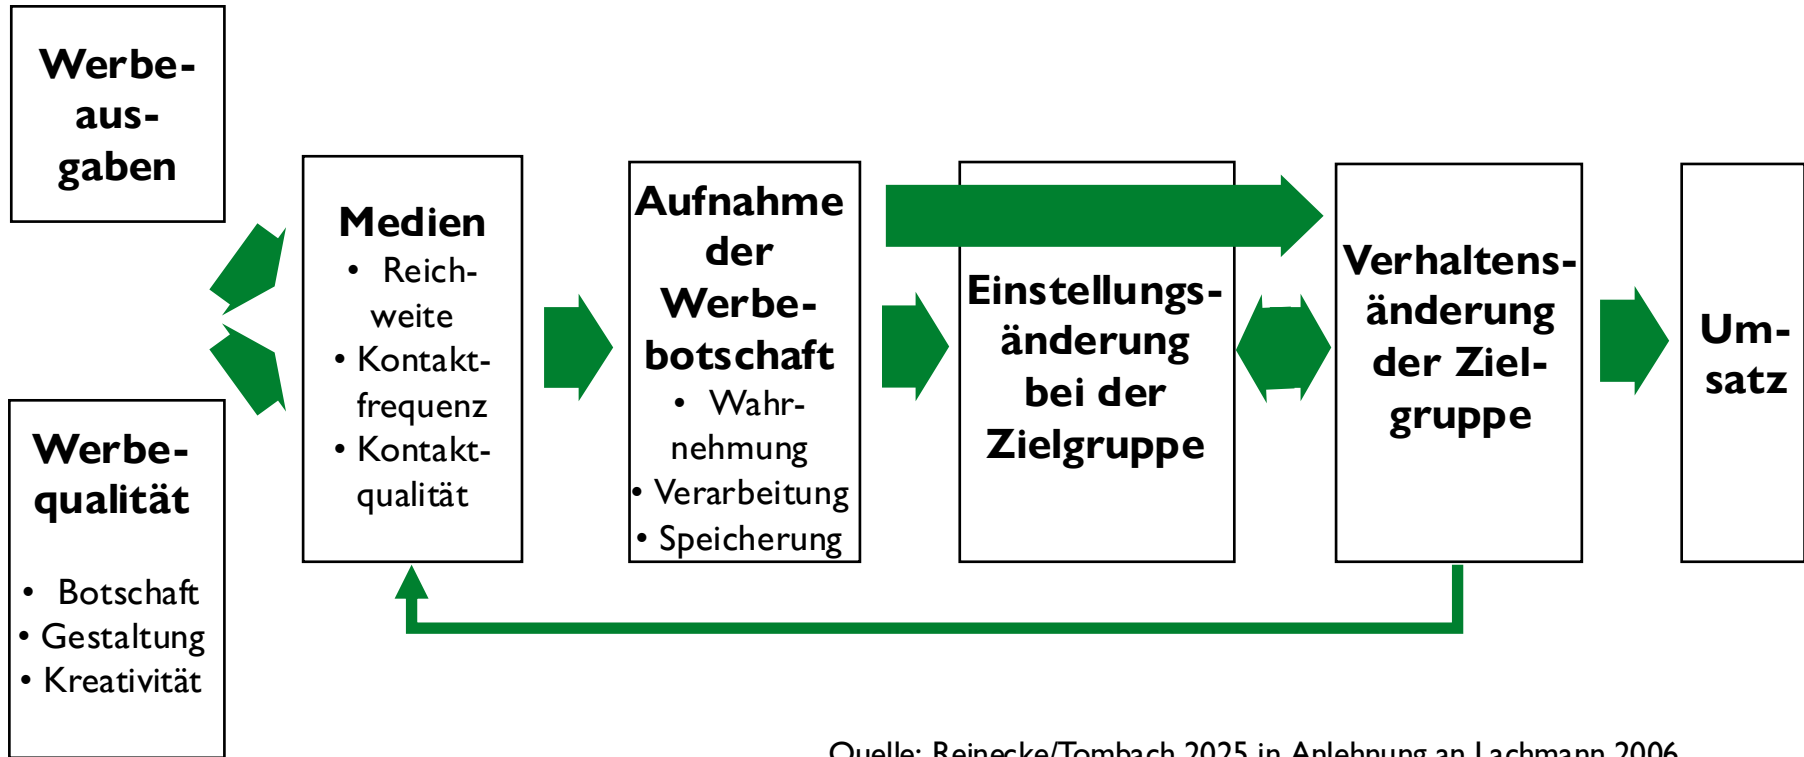 Werbe-
aus-
gaben
Werbe-
qualität
• Botschaft
• Gestaltung
• Kreativität
Medien
• Reich-
weite
• Kontakt-
frequenz
• Kontakt-
qualität
Aufnahme
der
Werbe-
botschaft
• Wahr-
nehmung
• Verarbeitung
• Speicherung
Einstellungs-
änderung
bei der
Zielgruppe
Verhaltens-
änderung
der Ziel-
gruppe
Um-
satz
Quelle: Reinecke/Tombach 2025 in Anlehnung an Lachmann 2006